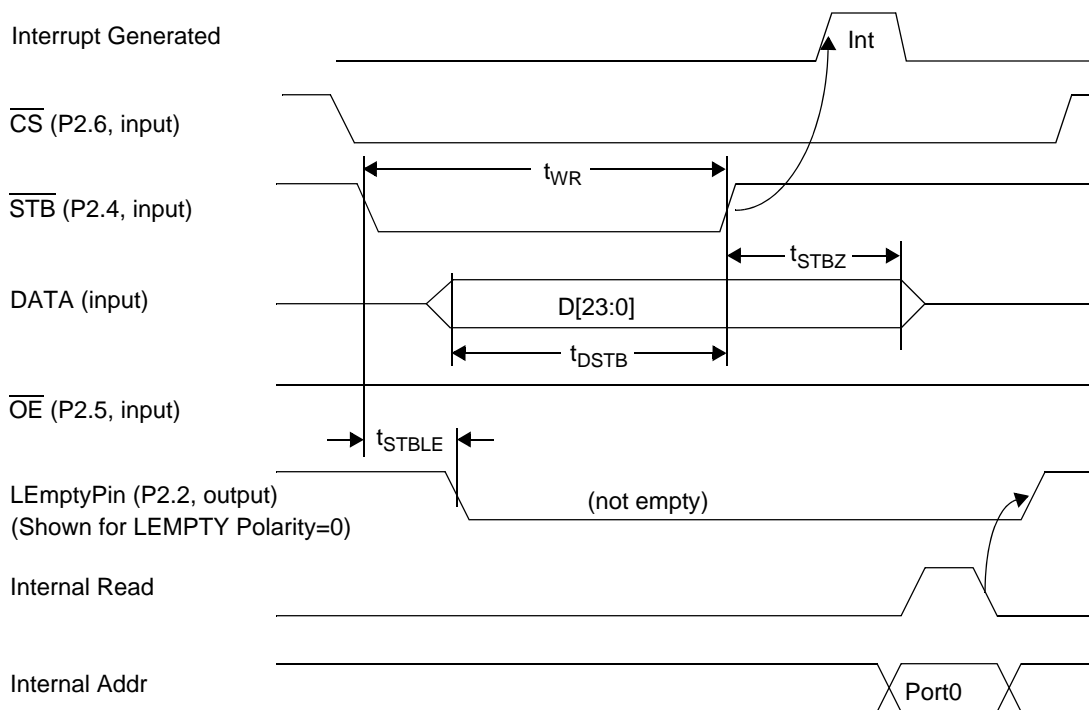 Interrupt Generated
Int
CS (P2.6, input)
tWR
STB (P2.4, input)
tSTBZ
DATA (input)
D[23:0]
tDSTB
OE (P2.5, input)
tSTBLE
LEmptyPin (P2.2, output)
(not empty)
(Shown for LEMPTY Polarity=0)
Internal Read
Internal Addr
Port0